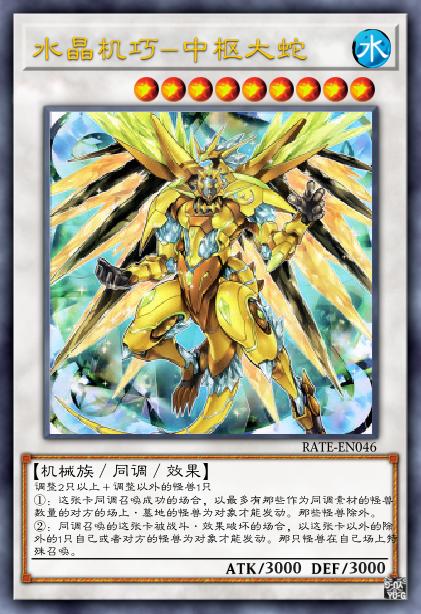 水晶机巧-中枢大蛇
水
RATE-EN046
【机械族／同调／效果】
调整2只以上＋调整以外的怪兽1只
①：这张卡同调召唤成功的场合，以最多有那些作为同调素材的怪兽
数量的对方的场上·墓地的怪兽为对象才能发动。那些怪兽除外。
②：同调召唤的这张卡被战斗·效果破坏的场合，以这张卡以外的除
外的1只自己或者对方的怪兽为对象才能发动。那只怪兽在自己场上特
殊召唤。
ATK/3000 DEF/3000